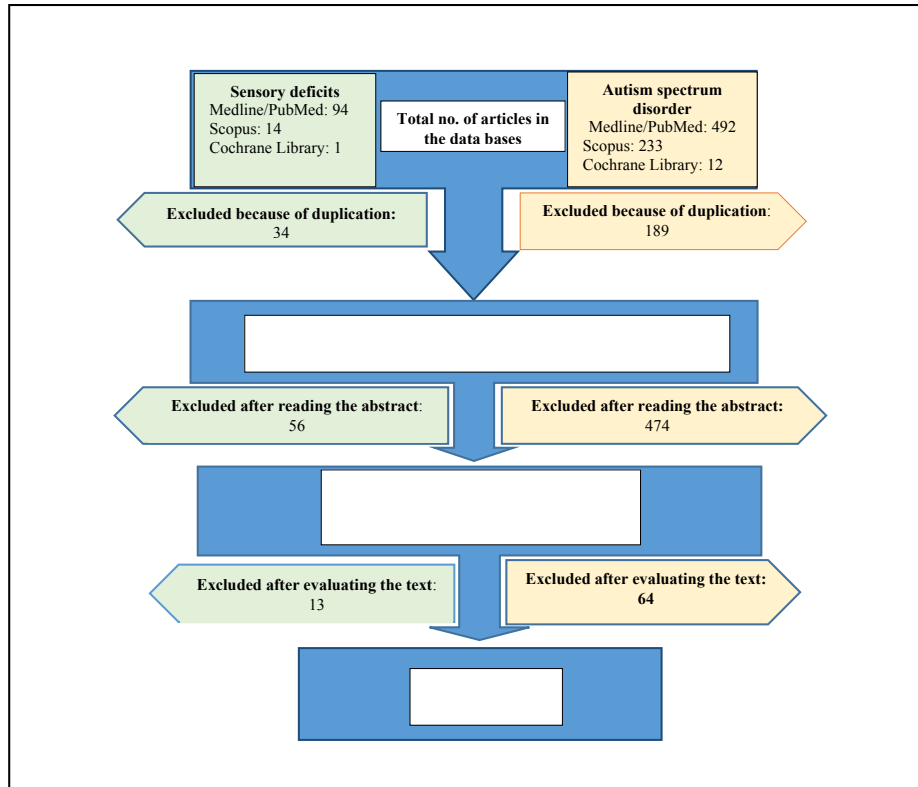 Sensory deficits
Medline/PubMed: 94
Scopus: 14
Cochrane Library: 1
Total no. of articles in
the data bases
Autism spectrum
disorder
Medline/PubMed: 492
Scopus: 233
Cochrane Library: 12
Excluded because of duplication:
34
Excluded because of duplication:
189
Excluded after reading the abstract:
56
Excluded after reading the abstract:
474
Excluded after evaluating the text:
13
Excluded after evaluating the text:
64